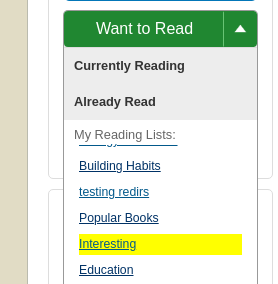 Want to Read
Currently Reading
Already Read
My Reading Lists:
Building Habits
testing redirs
Popular Books
Interesting
Education